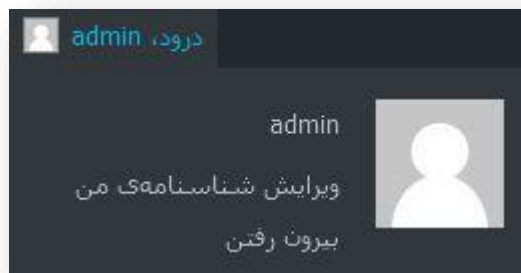 درود، admin
admin
ویرایش شناسنامه‌ی من
بیرون رفتن